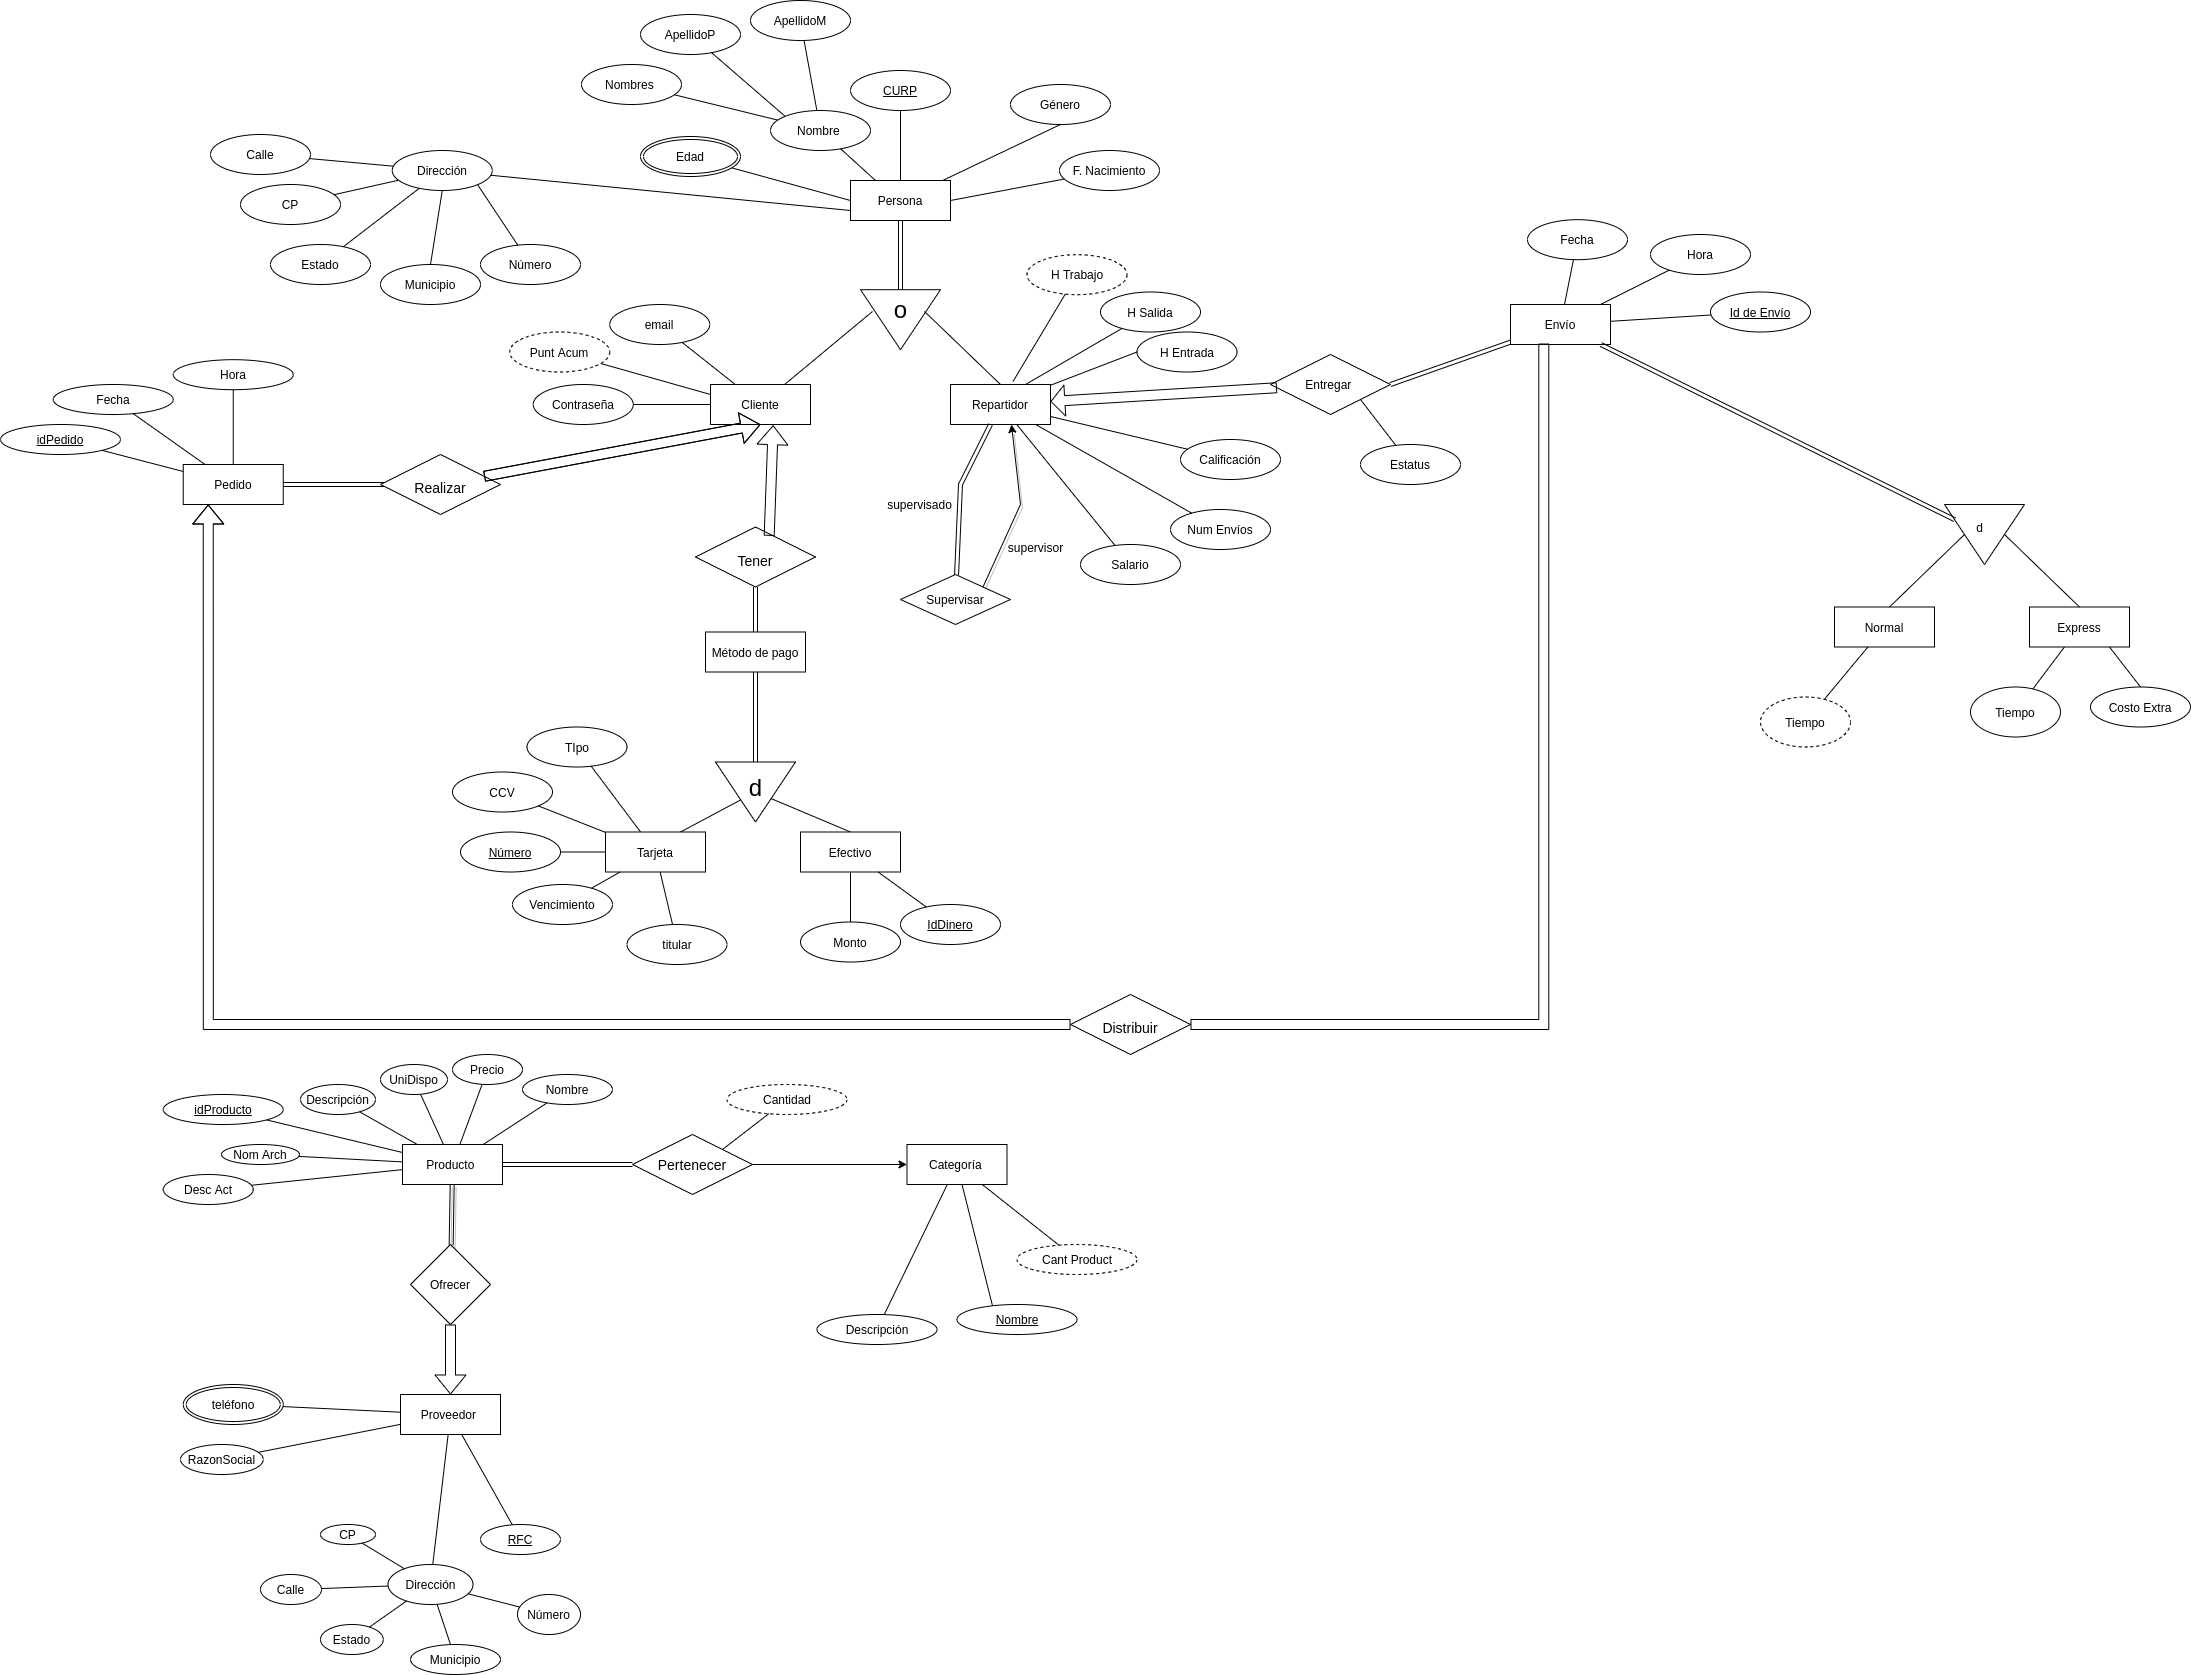 ApellidoM
ApellidoP
Nombres
CURP
Género
Nombre
Edad
F. Nacimiento
Calle
Dirección
CP
Persona
Estado
Municipio
Número
Fecha
Hora
Id de Envío
Envío
H Trabajo
o
H Salida
H Entrada
email
Punt Acum
Contraseña
Cliente
Repartidor
Entregar
Estatus
Calificación
Num Envíos
Salario
Hora
Fecha
idPedido
Pedido
Realizar
supervisado
supervisor
Supervisar
Tener
Método de pago
d
Normal
Express
Tiempo
Tiempo
Costo Extra
TIpo
CCV
d
Número
Tarjeta
Efectivo
Vencimiento
titular
Monto
IdDinero
Distribuir
Precio
UniDispo
Nombre
Descripción
idProducto
Nom Arch
Desc Act
Producto
Cantidad
Pertenecer
Categoría
Cant Product
Nombre
Descripción
Ofrecer
teléfono
Proveedor
RazonSocial
RFC
CP
Calle
Dirección
Número
Estado
Municipio